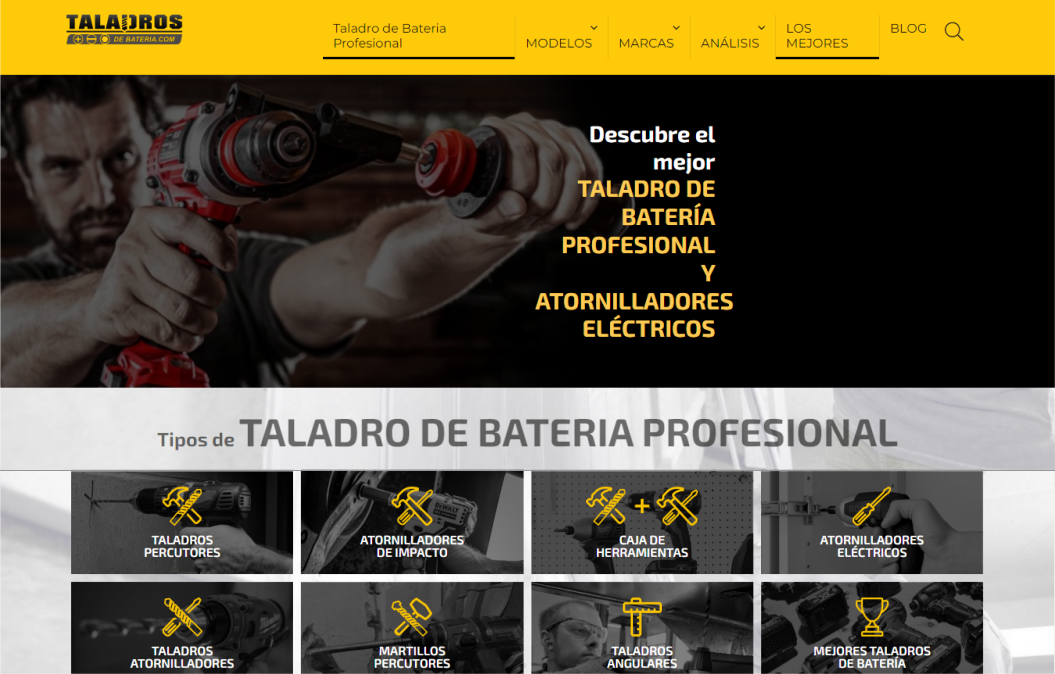 TALADROS
DE BATERIA.COM
Taladro de Bateria
Profesional
MODELOS
MARCAS
ANÁLISIS
LOS
MEJORES
BLOG
Descubre el
mejor
TALADRO DE
BATERÍA
PROFESIONAL
Y
ATORNILLADORES
ELÉCTRICOS
Tipos de TALADRO DE BATERIA PROFESIONAL
TALADROS
PERCUTORES
DEWALT
ATORNILLADORES
DE IMPACTO
CAJA DE
HERRAMIENTAS
ATORNILLADORES
ELÉCTRICOS
TALADROS
ATORNILLADORES
MARTILLOS
PERCUTORES
TALADROS
ANGULARES
MEJORES TALADROS
DE BATERÍA